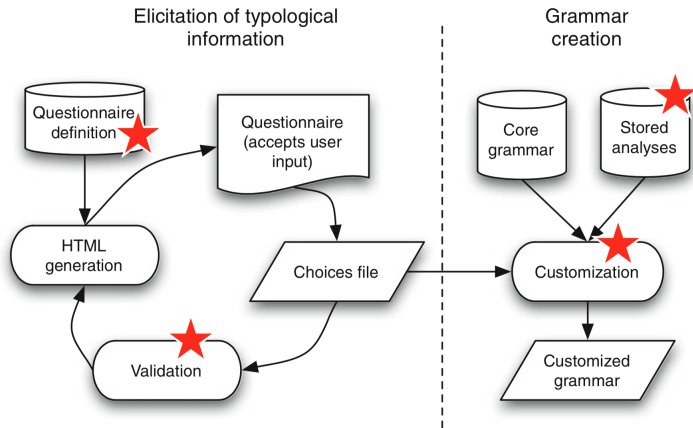 Elicitation of typological
information
Grammar
creation
Questionnaire
definition
Questionnaire
(accepts user
input)
Core
grammar
Stored
analyses
HTML
generation
Choices file
Customization
Validation
Customized
grammar